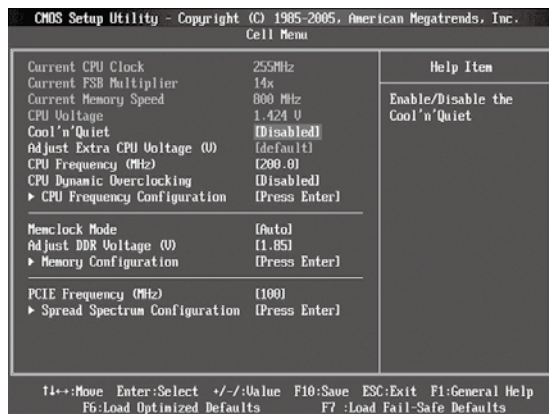 CMOS Setup Utility - Copyright (C) 1985-2005, American Megatrends, Inc.
Cell Menu
Current CPU Clock 255MHz
Current FSB Multiplier 14x
Current Memory Speed 800 MHz
CPU Voltage 1.424 V
Cool'n'Quiet [Disabled]
Adjust Extra CPU Voltage (V) [default]
CPU Frequency (MHz) [200.0]
CPU Dynamic Overclocking [Disabled]
▶ CPU Frequency Configuration [Press Enter]
Memclock Mode [Auto]
Adjust DDR Voltage (V) [1.85]
▶ Memory Configuration [Press Enter]
PCIE Frequency (MHz) [100]
▶ Spread Spectrum Configuration [Press Enter]
Help Item
Enable/Disable the
Cool'n'Quiet
↑↓↔:Move Enter:Select +/-/:Value F10:Save ESC:Exit F1:General Help
F6:Load Optimized Defaults F7 :Load Fail-Safe Defaults